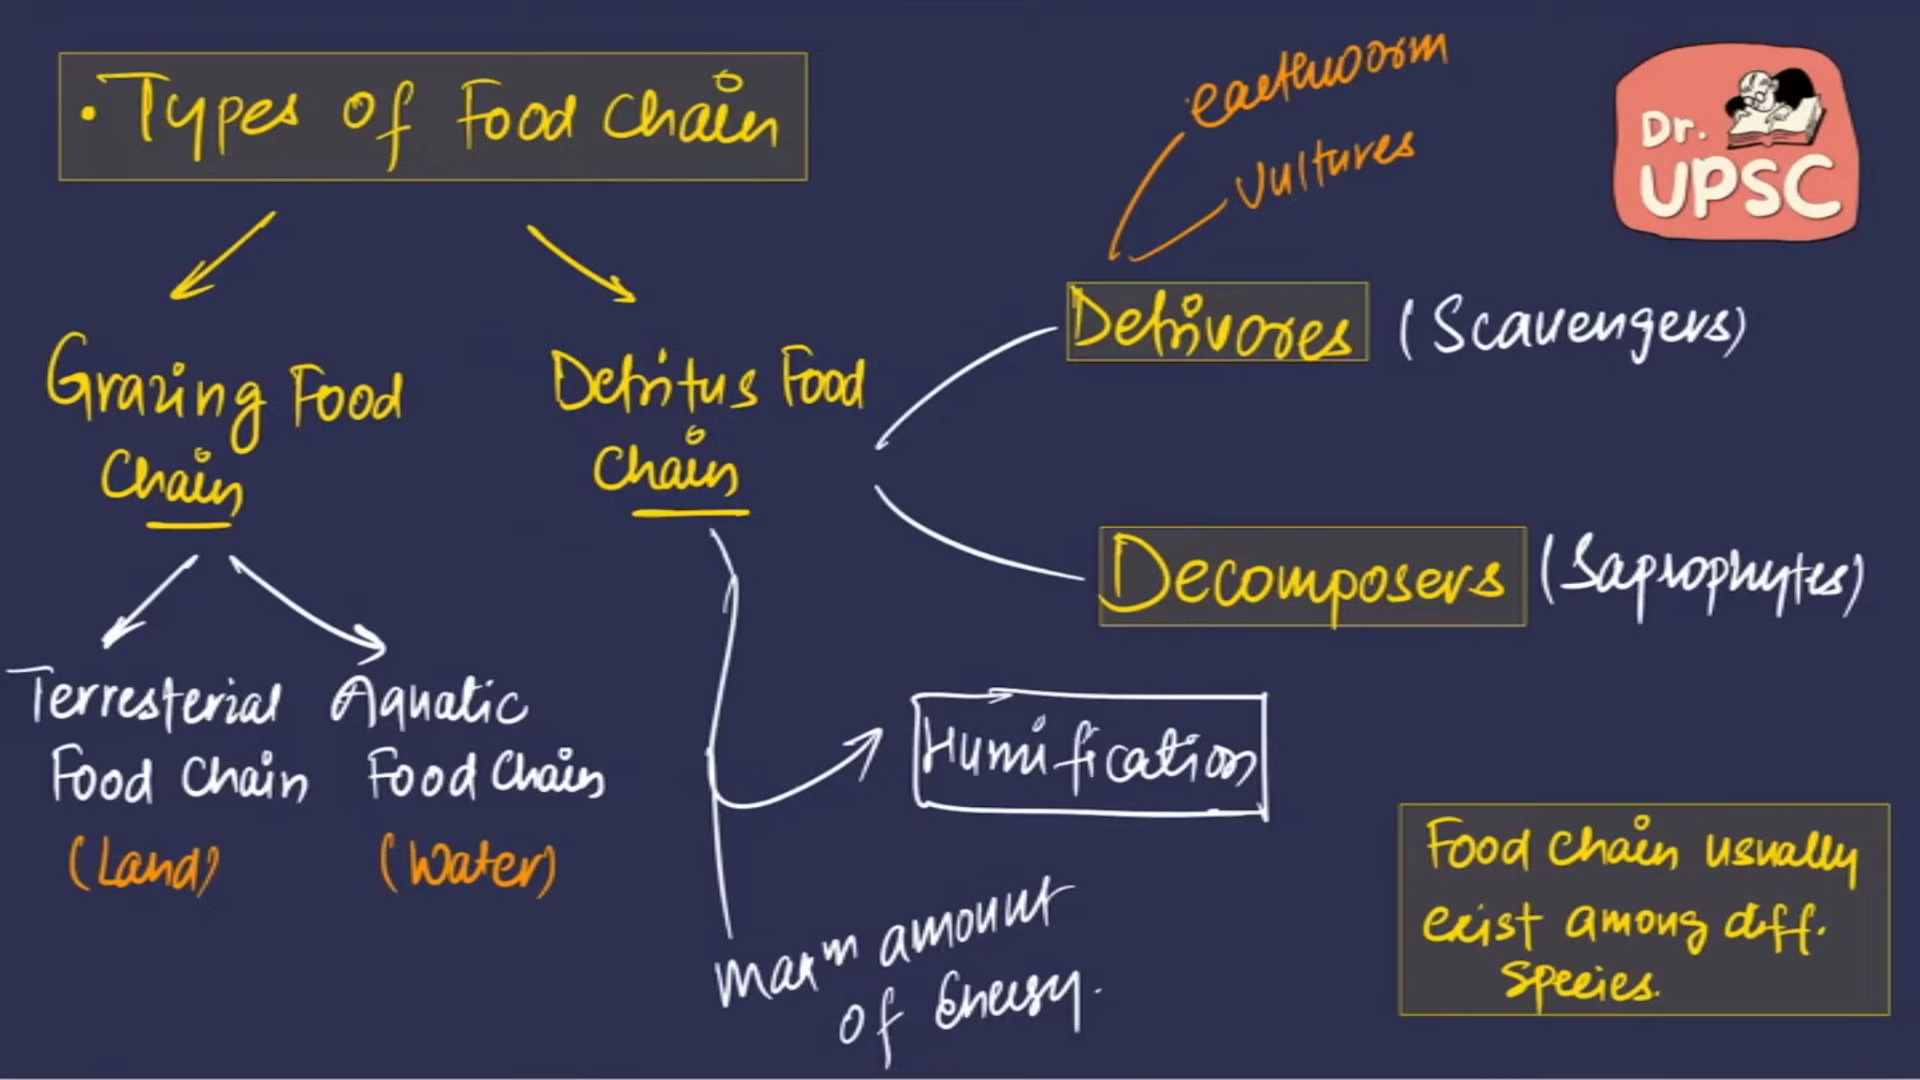 • Types of Food Chain
earthworm
vultures
Dr.
UPSC
Grazing Food
Chain
Detritus Food
Chain
Detrivores (Scavengers)
Decomposers (Saprophytes)
Terresterial
Food Chain
(Land)
Aquatic
Food Chain
(Water)
Humification
maxᵐ amount
of Energy.
Food Chain usually
exist among diff.
Species.